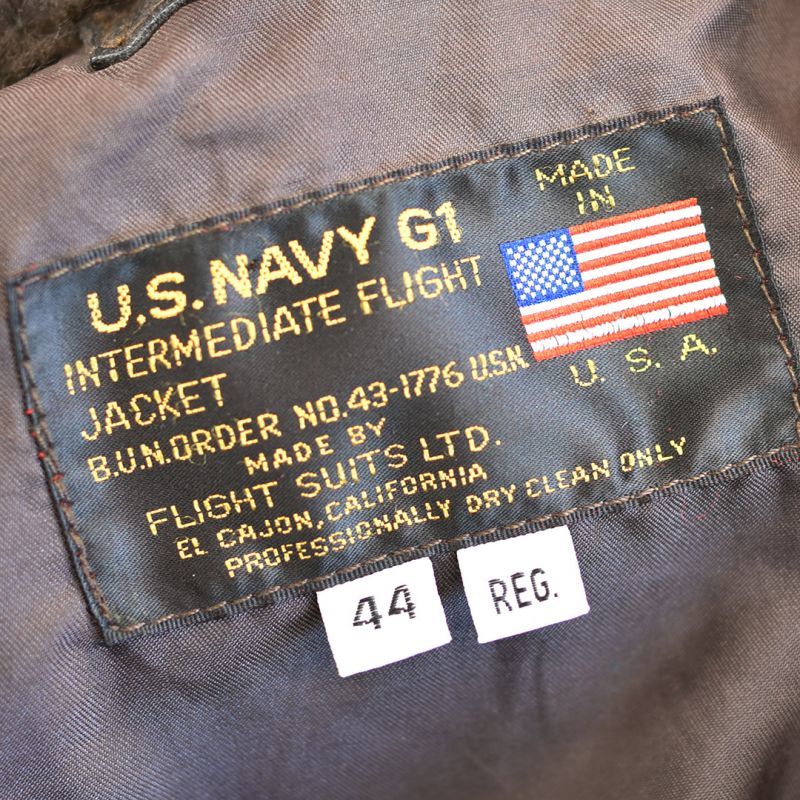 U.S.NAVY G1
INTERMEDIATE FLIGHT
JACKET
B.U.N.ORDER NO.43-1776 U.S.N.
MADE BY
FLIGHT SUITS LTD.
EL CAJON, CALIFORNIA
PROFESSIONALLY DRY CLEAN ONLY
MADE
IN
U. S. A.
44
REG.